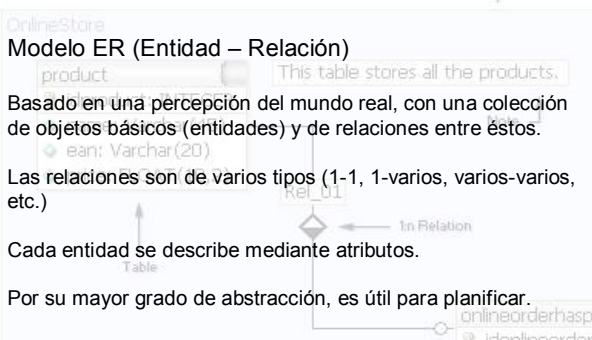 OnlineStore
Modelo ER (Entidad – Relación)
product
This table stores all the products.
Basado en una percepción del mundo real, con una colección
de objetos básicos (entidades) y de relaciones entre éstos.
Note
ean: Varchar(20)
Las relaciones son de varios tipos (1-1, 1-varios, varios-varios,
etc.)
Rel_01
1:n Relation
Cada entidad se describe mediante atributos.
Table
Por su mayor grado de abstracción, es útil para planificar.
onlineorderhasp